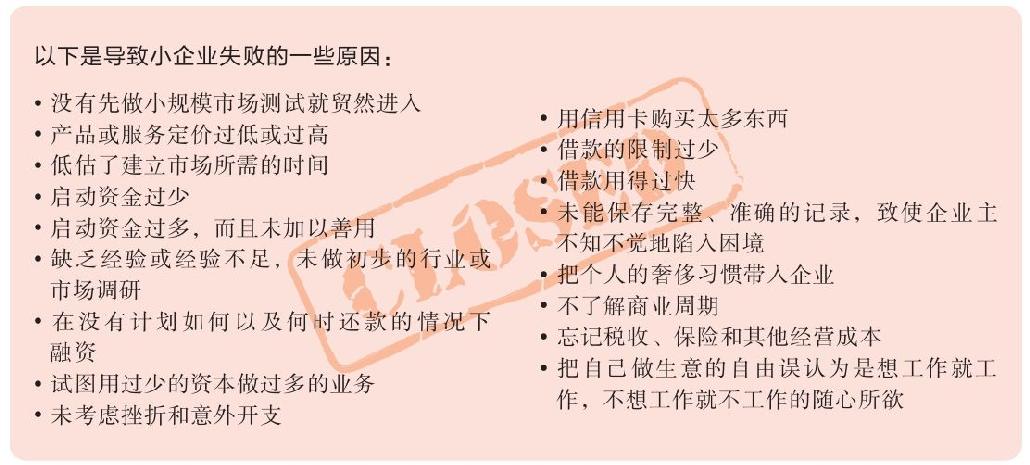 以下是导致小企业失败的一些原因：
• 没有先做小规模市场测试就贸然进入
• 产品或服务定价过低或过高
• 低估了建立市场所需的时间
• 启动资金过少
• 启动资金过多，而且未加以善用
• 缺乏经验或经验不足，未做初步的行业或
市场调研
• 在没有计划如何以及何时还款的情况下
融资
• 试图用过少的资本做过多的业务
• 未考虑挫折和意外开支
• 用信用卡购买太多东西
• 借款的限制过少
• 借款用得过快
• 未能保存完整、准确的记录，致使企业主
不知不觉地陷入困境
• 把个人的奢侈习惯带入企业
• 不了解商业周期
• 忘记税收、保险和其他经营成本
• 把自己做生意的自由误认为是想工作就工
作，不想工作就不工作的随心所欲
CLOSED